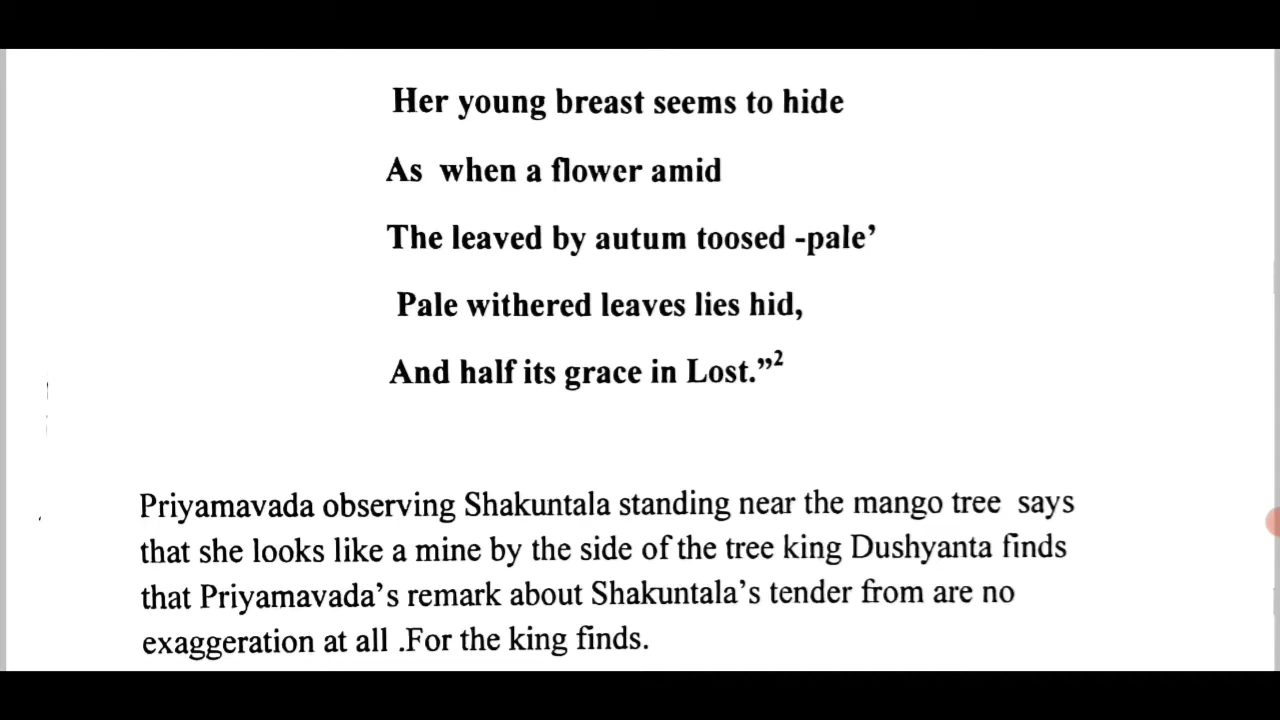 Her young breast seems to hide
As when a flower amid
The leaved by autum toosed -pale’
Pale withered leaves lies hid,
And half its grace in Lost.”2
Priyamavada observing Shakuntala standing near the mango tree says
that she looks like a mine by the side of the tree king Dushyanta finds
that Priyamavada’s remark about Shakuntala’s tender from are no
exaggeration at all .For the king finds.